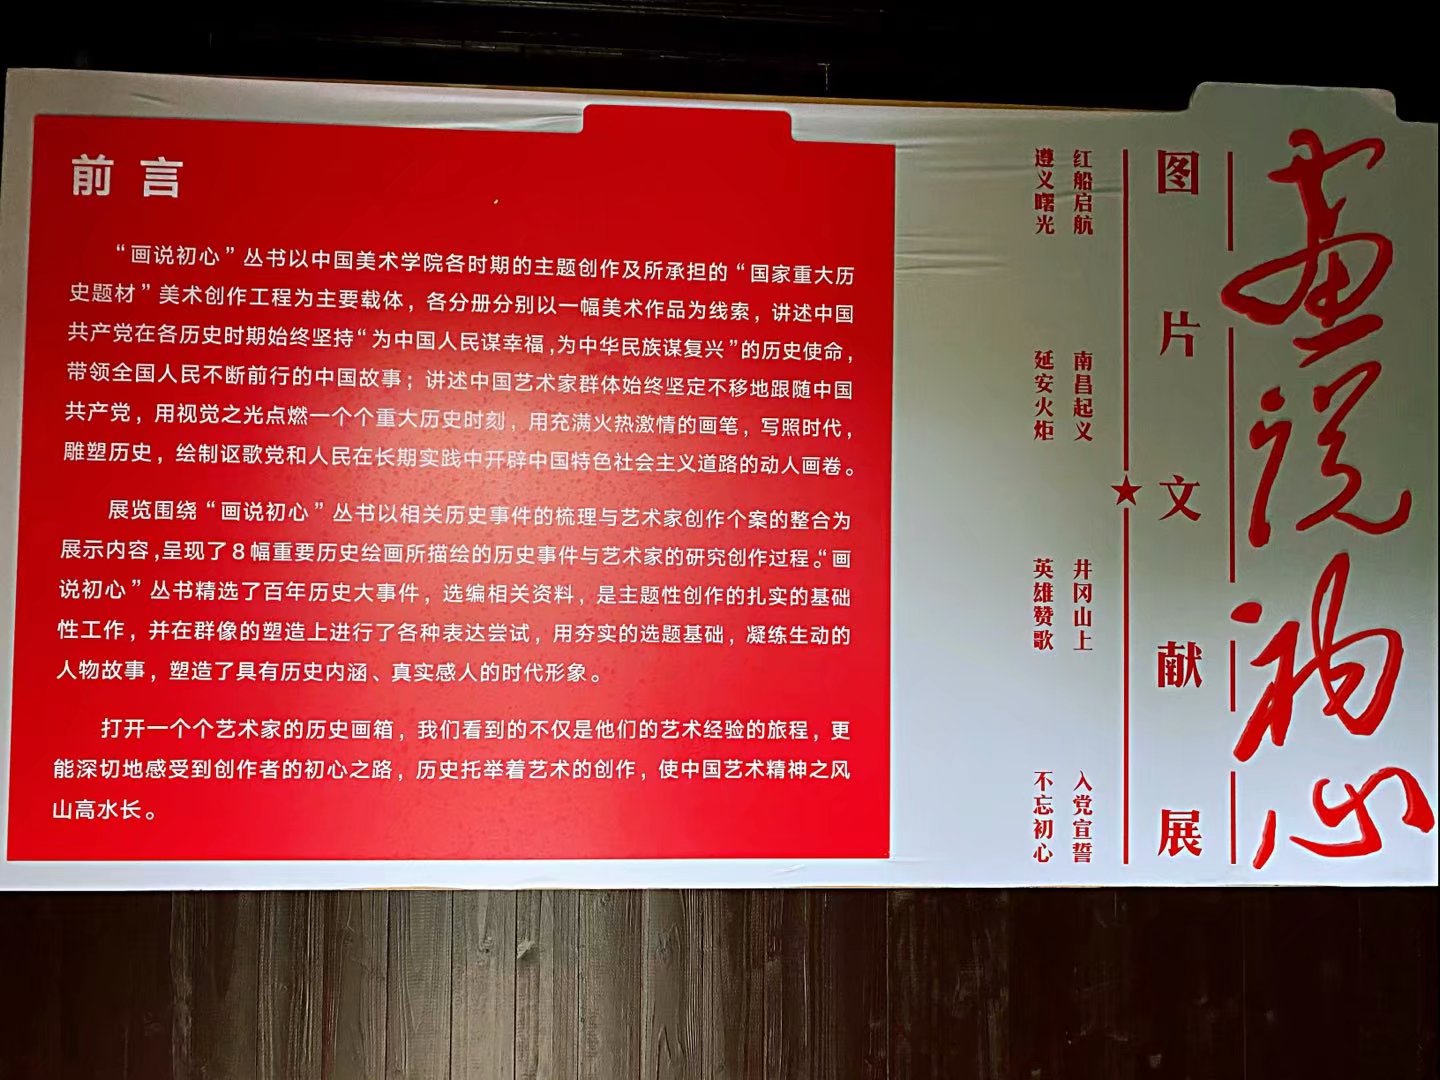 画说初心
图片文献展
红船启航
遵义曙光
南昌起义
延安火炬
井冈山上
英雄赞歌
入党宣誓
不忘初心
前言
“画说初心”丛书以中国美术学院各时期的主题创作及所承担的“国家重大历
史题材”美术创作工程为主要载体，各分册分别以一幅美术作品为线索，讲述中国
共产党在各历史时期始终坚持“为中国人民谋幸福,为中华民族谋复兴”的历史使命，
带领全国人民不断前行的中国故事；讲述中国艺术家群体始终坚定不移地跟随中国
共产党，用视觉之光点燃一个个重大历史时刻，用充满火热激情的画笔，写照时代，
雕塑历史，绘制讴歌党和人民在长期实践中开辟中国特色社会主义道路的动人画卷。
展览围绕“画说初心”丛书以相关历史事件的梳理与艺术家创作个案的整合为
展示内容,呈现了8幅重要历史绘画所描绘的历史事件与艺术家的研究创作过程。“画
说初心”丛书精选了百年历史大事件，选编相关资料，是主题性创作的扎实的基础
性工作，并在群像的塑造上进行了各种表达尝试，用夯实的选题基础，凝练生动的
人物故事，塑造了具有历史内涵、真实感人的时代形象。
打开一个个艺术家的历史画箱，我们看到的不仅是他们的艺术经验的旅程，更
能深切地感受到创作者的初心之路，历史托举着艺术的创作，使中国艺术精神之风
山高水长。